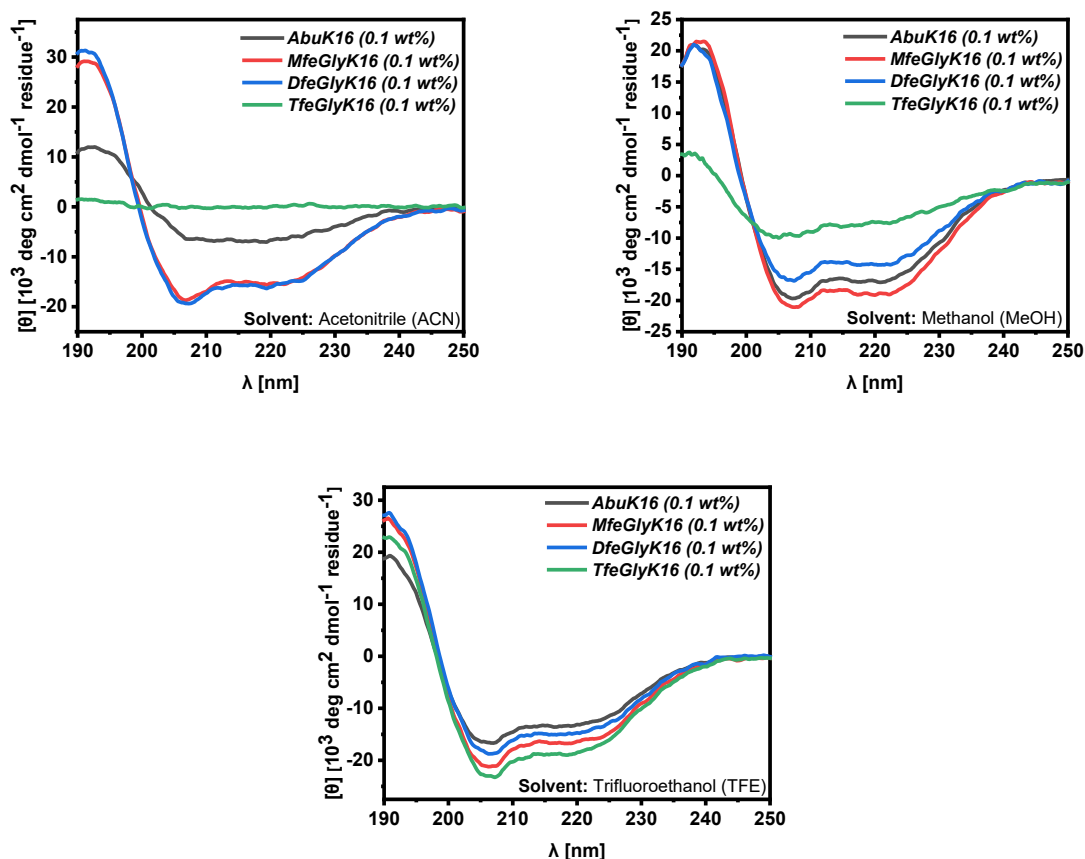 AbuK16 (0.1 wt%)
MfeGlyK16 (0.1 wt%)
DfeGlyK16 (0.1 wt%)
TfeGlyK16 (0.1 wt%)
30
20
10
0
-10
-20
[θ] [10³ deg cm² dmol⁻¹ residue⁻¹]
Solvent: Acetonitrile (ACN)
190 200 210 220 230 240 250
λ [nm]
AbuK16 (0.1 wt%)
MfeGlyK16 (0.1 wt%)
DfeGlyK16 (0.1 wt%)
TfeGlyK16 (0.1 wt%)
25
20
15
10
5
0
-5
-10
-15
-20
-25
[θ] [10³ deg cm² dmol⁻¹ residue⁻¹]
Solvent: Methanol (MeOH)
190 200 210 220 230 240 250
λ [nm]
AbuK16 (0.1 wt%)
MfeGlyK16 (0.1 wt%)
DfeGlyK16 (0.1 wt%)
TfeGlyK16 (0.1 wt%)
30
20
10
0
-10
-20
[θ] [10³ deg cm² dmol⁻¹ residue⁻¹]
Solvent: Trifluoroethanol (TFE)
190 200 210 220 230 240 250
λ [nm]